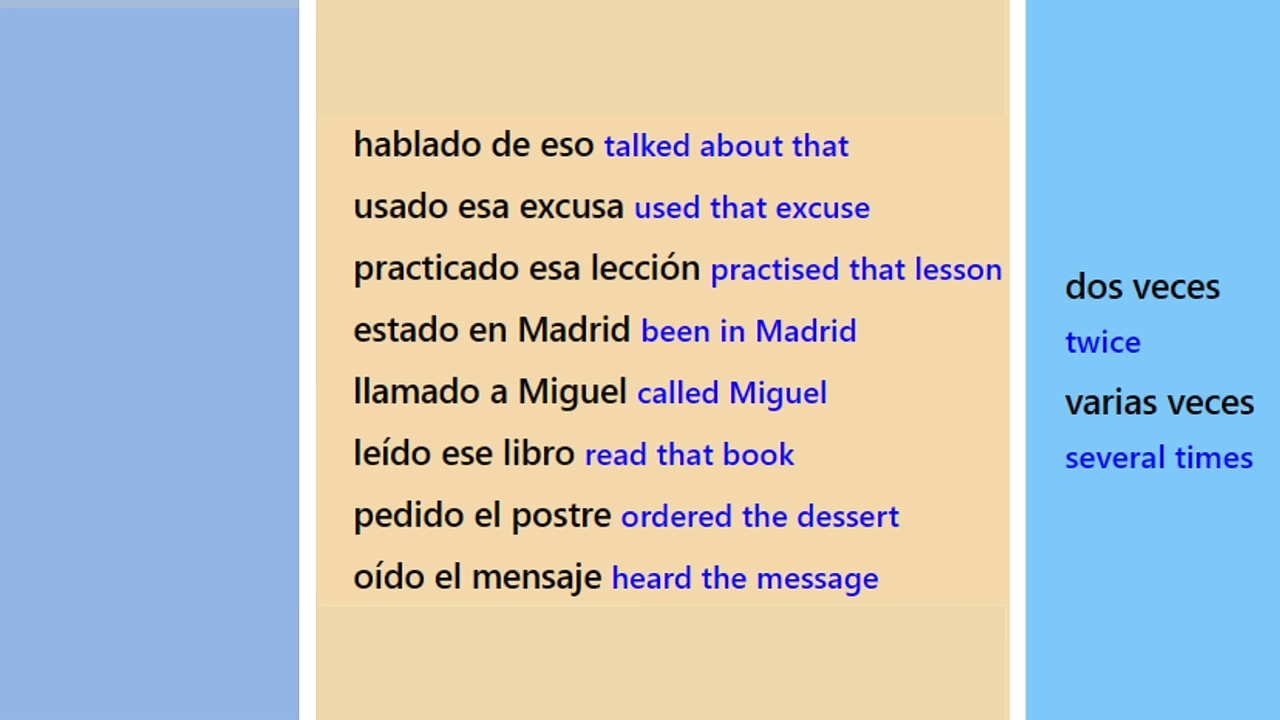 hablado de eso talked about that
usado esa excusa used that excuse
practicado esa lección practised that lesson
estado en Madrid been in Madrid
llamado a Miguel called Miguel
leído ese libro read that book
pedido el postre ordered the dessert
oído el mensaje heard the message
dos veces
twice
varias veces
several times